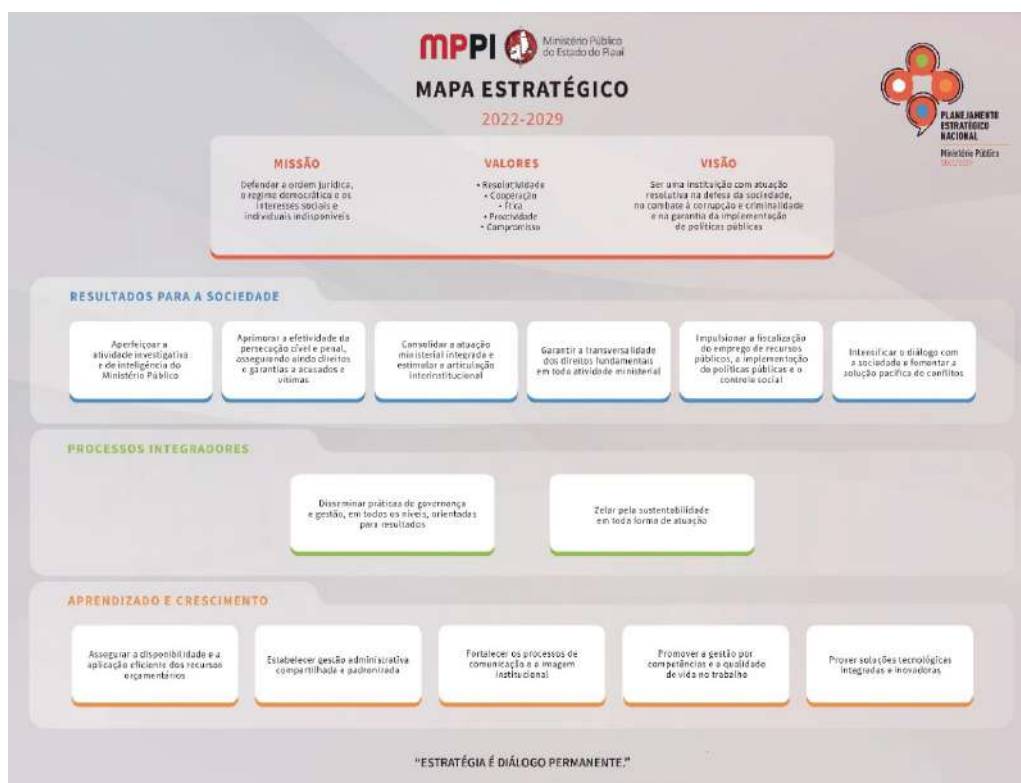 MPPI
Ministério Público
do Estado do Piauí
MAPA ESTRATÉGICO
2022-2029
PLANEJAMENTO
ESTRATÉGICO
NACIONAL
Ministério Público
MISSÃO
Defender a ordem jurídica,
o regime democrático e os
interesses sociais e
individuais indisponíveis
VALORES
• Resolutividade
• Cooperação
• Ética
• Proatividade
• Compromisso
VISÃO
Ser uma instituição com atuação
resolutiva na defesa da sociedade,
no combate à corrupção e criminalidade
e na garantia da implementação
de políticas públicas
RESULTADOS PARA A SOCIEDADE
Aperfeiçoar a
atividade investigativa
e de inteligência do
Ministério Público
Aprimorar a efetividade da
persecução cível e penal,
assegurando ainda direitos
e garantias a acusados e
vítimas
Consolidar a atuação
ministerial integrada e
estimular a articulação
interinstitucional
Garantir a transversalidade
dos direitos fundamentais
em toda atividade ministerial
Impulsionar a fiscalização
do emprego de recursos
públicos, a implementação
de políticas públicas e o
controle social
Intensificar o diálogo com
a sociedade e fomentar a
solução pacífica de conflitos
PROCESSOS INTEGRADORES
Disseminar práticas de governança
e gestão, em todos os níveis, orientadas
para resultados
Zelar pela sustentabilidade
em toda forma de atuação
APRENDIZADO E CRESCIMENTO
Assegurar a disponibilidade e a
aplicação eficiente dos recursos
orçamentários
Estabelecer gestão administrativa
compartilhada e padronizada
Fortalecer os processos de
comunicação e a imagem
institucional
Promover a gestão por
competências e a qualidade
de vida no trabalho
Prover soluções tecnológicas
integradas e inovadoras
"ESTRATÉGIA É DIÁLOGO PERMANENTE."